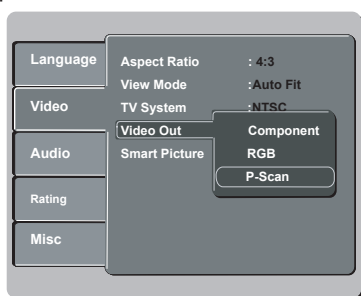 Language
Video
Audio
Rating
Misc
Aspect Ratio : 4:3
View Mode :Auto Fit
TV System :NTSC
Video Out
Smart Picture
Component
RGB
P-Scan